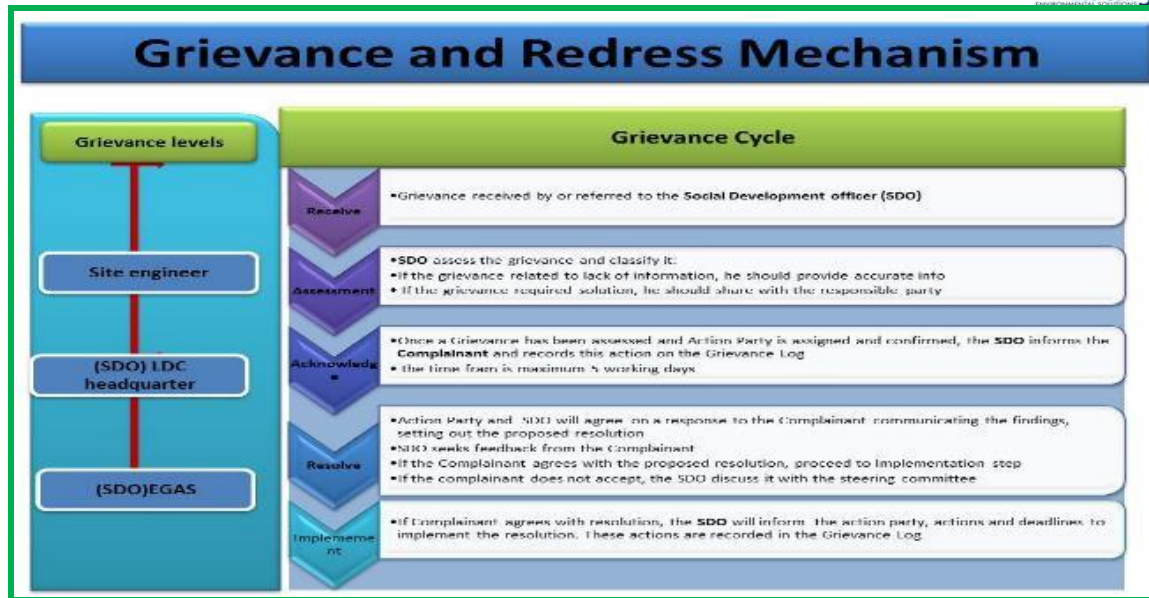 ENVIRONMENTAL SOLUTIONS
Grievance and Redress Mechanism
Grievance levels
Site engineer
(SDO) LDC
headquarter
(SDO)EGAS
Grievance Cycle
Receive
•Grievance received by or referred to the Social Development officer (SDO)
Assessment
•SDO assess the grievance and classify it:
•If the grievance related to lack of information, he should provide accurate info
• If the grievance required solution, he should share with the responsible party
Acknowledg
e
•Once a Grievance has been assessed and Action Party is assigned and confirmed, the SDO informs the
Complainant and records this action on the Grievance Log
• the time fram is maximum 5 working days
Resolve
•Action Party and SDO will agree on a response to the Complainant communicating the findings,
setting out the proposed resolution
•SDO seeks feedback from the Complainant
•If the Complainant agrees with the proposed resolution, proceed to Implementation step
•If the complainant does not accept, the SDO discuss it with the steering committee
Impleme­me
nt
•If Complainant agrees with resolution, the SDO will inform the action party, actions and deadlines to
implement the resolution. These actions are recorded in the Grievance Log